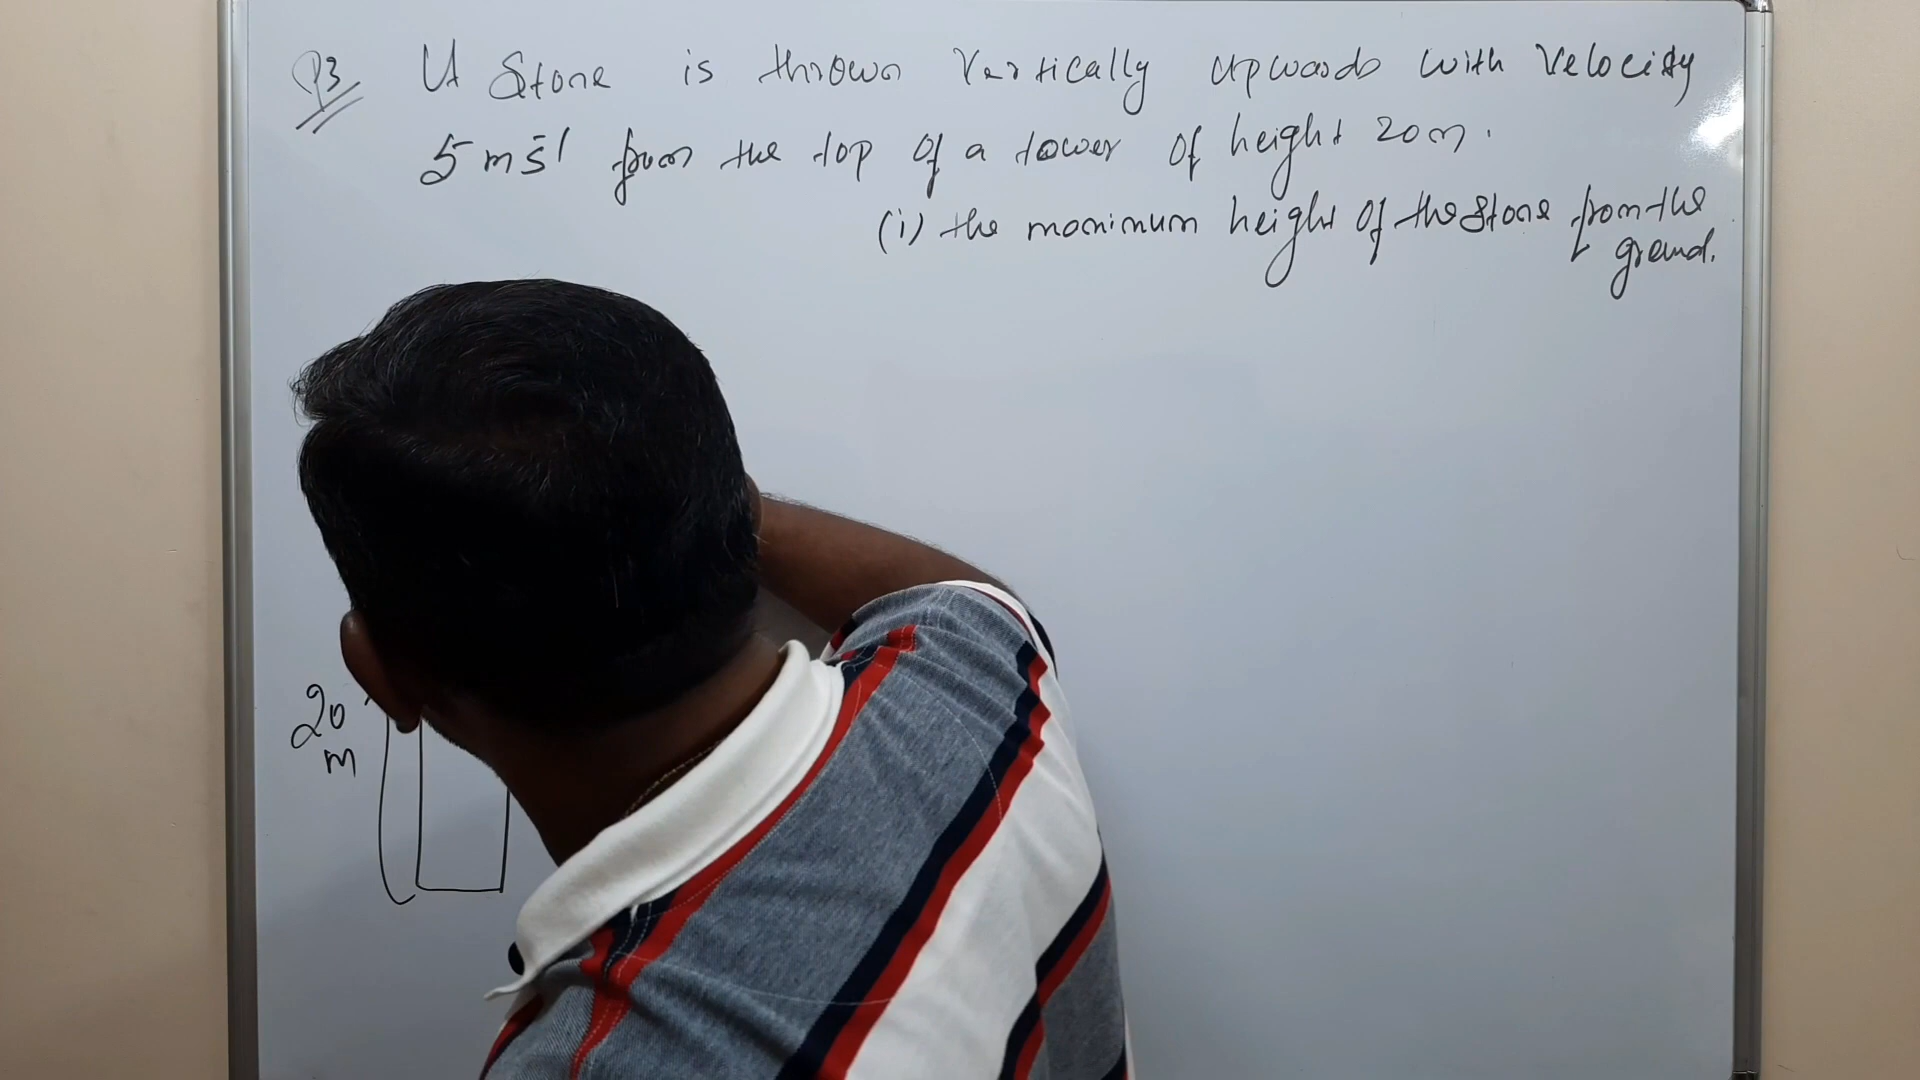 Q3 A Stone is thrown Vertically upwards with Velocity
5 ms-1 from the top of a tower of height 20m.
(i) the maximum height of the stone from the
ground.
20
m